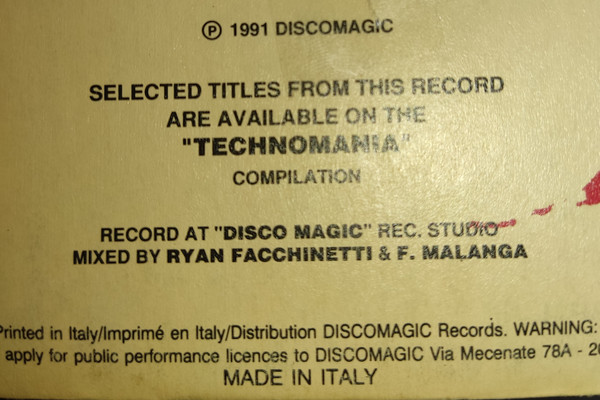 ℗ 1991 DISCOMAGIC
SELECTED TITLES FROM THIS RECORD
ARE AVAILABLE ON THE
"TECHNOMANIA"
COMPILATION
RECORD AT "DISCO MAGIC" REC. STUDIO
MIXED BY RYAN FACCHINETTI & F. MALANGA
Printed in Italy/Imprimé en Italy/Distribution DISCOMAGIC Records. WARNING:
apply for public performance licences to DISCOMAGIC Via Mecenate 78A - 20
MADE IN ITALY